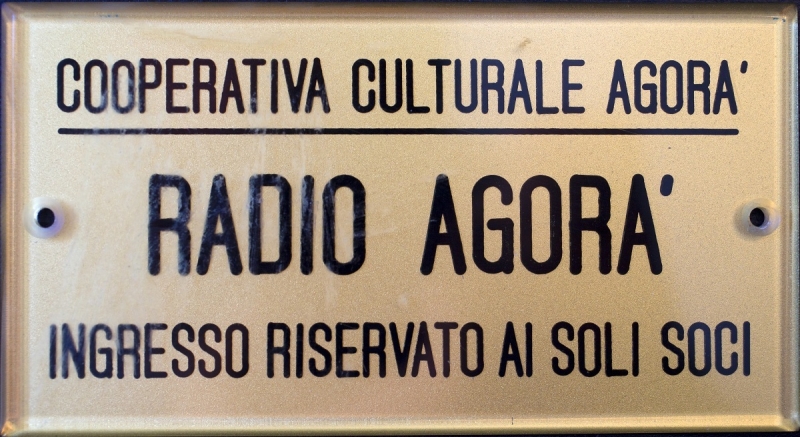 COOPERATIVA CULTURALE AGORA'
RADIO AGORA'
INGRESSO RISERVATO AI SOLI SOCI